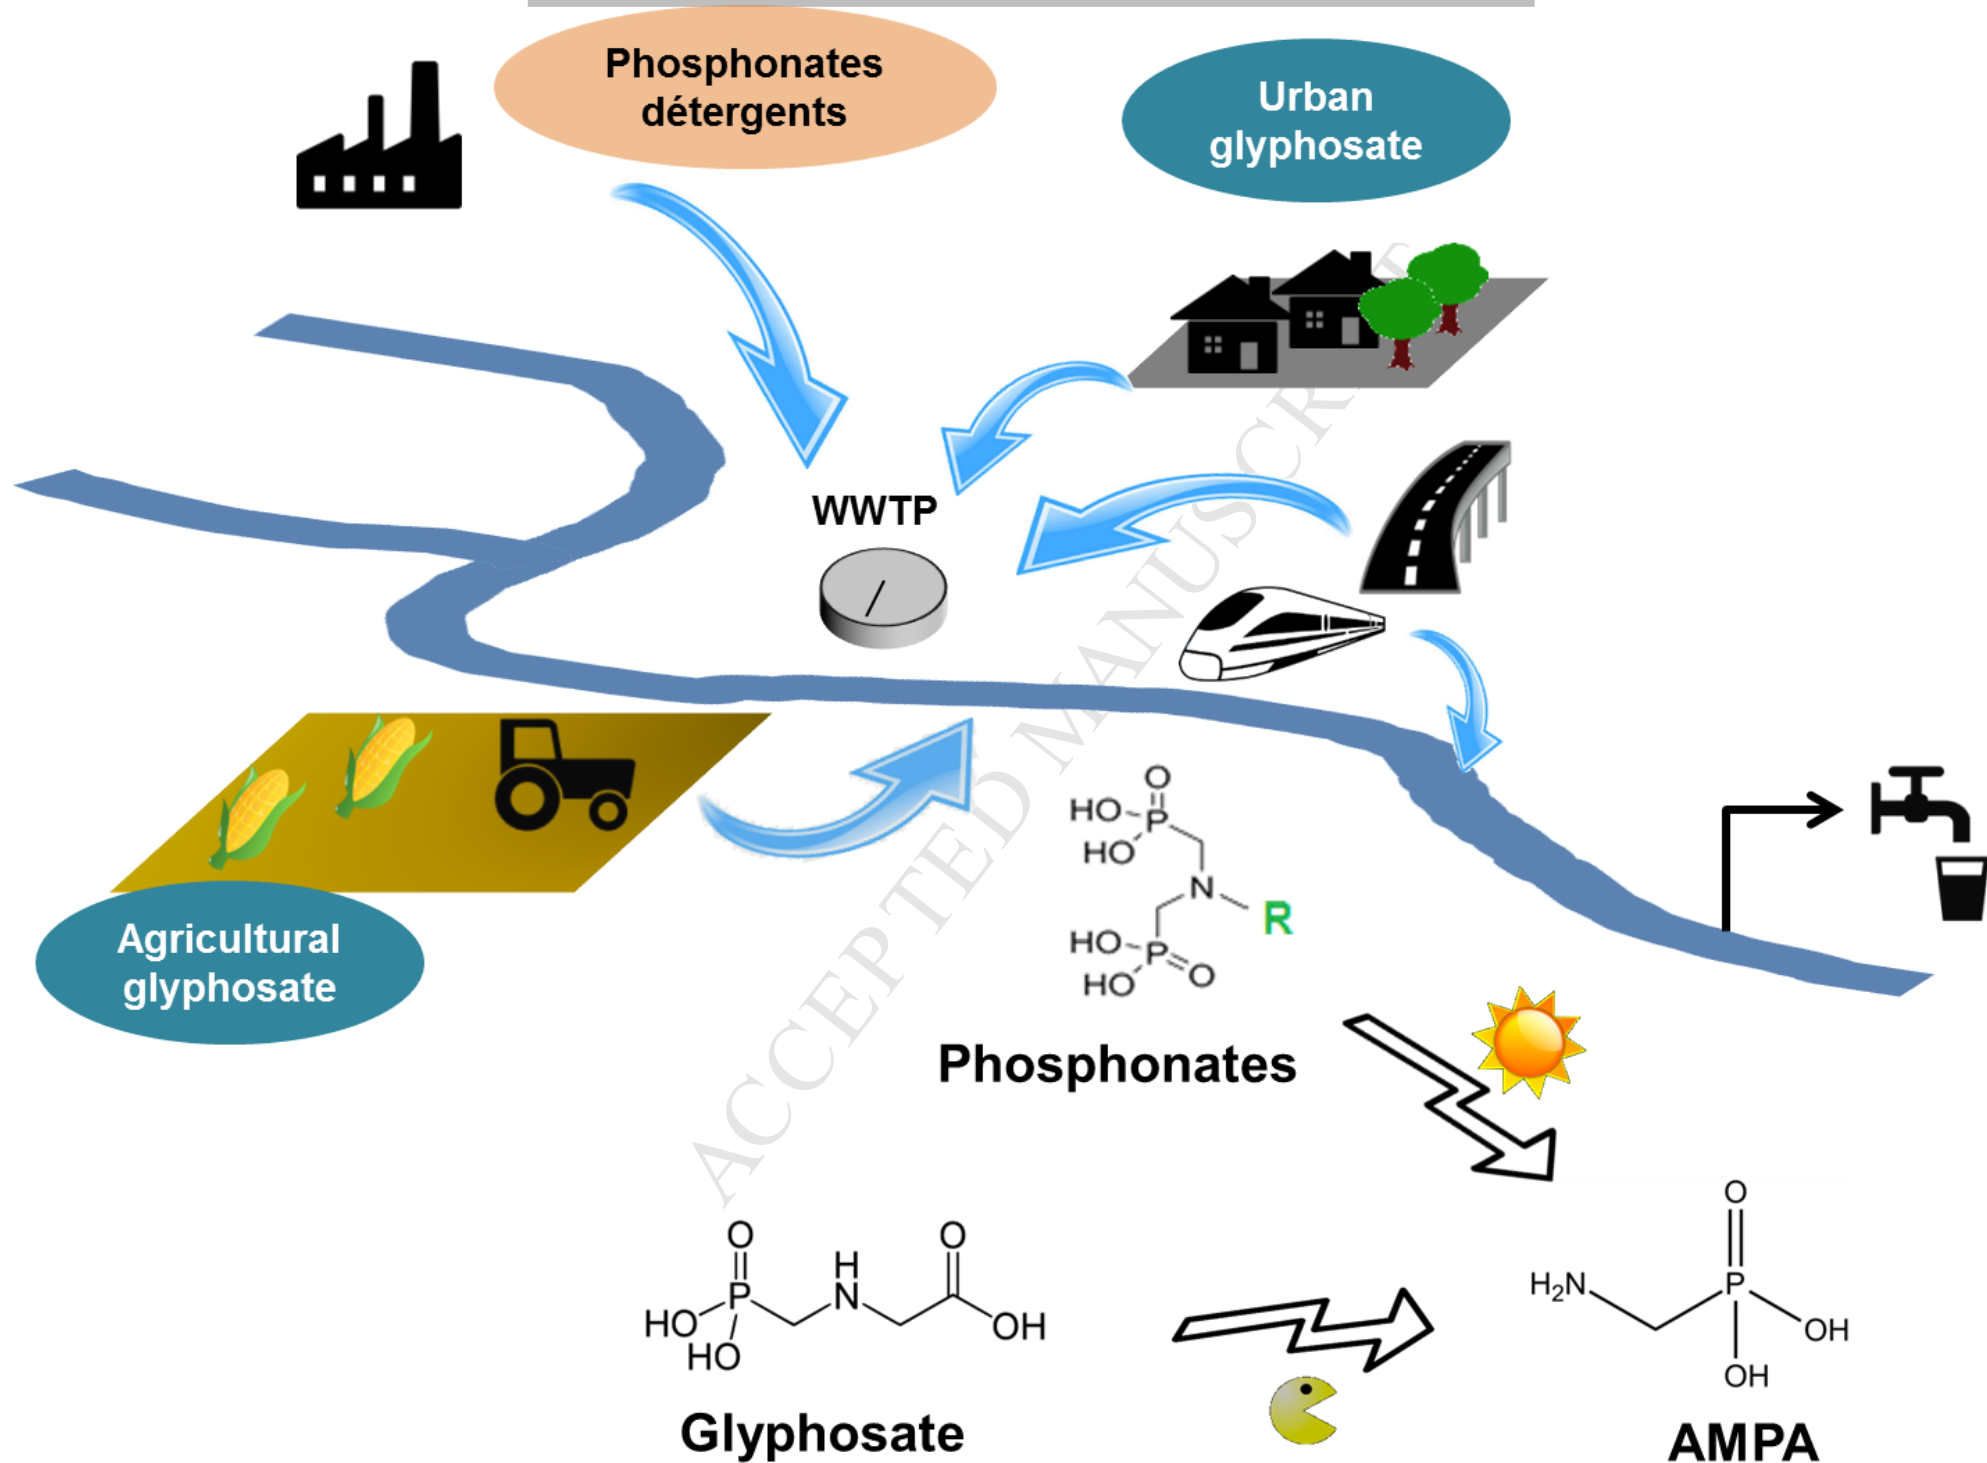 Phosphonates
détergents
Urban
glyphosate
WWTP
Agricultural
glyphosate
ACCEPTED MANUSCRIPT
O
HO P
HO
N R
HO P O
HO
Phosphonates
O H O
HO P N OH
HO
Glyphosate
O
H₂N P OH
OH
AMPA